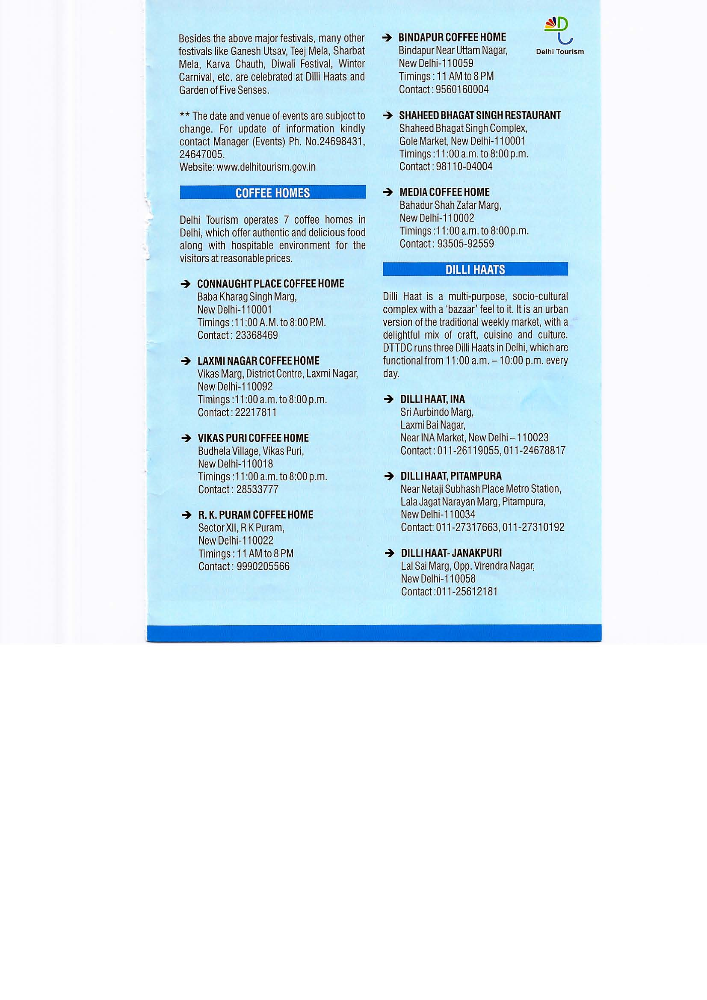 Besides the above major festivals, many other
festivals like Ganesh Utsav, Teej Mela, Sharbat
Mela, Karva Chauth, Diwali Festival, Winter
Carnival, etc. are celebrated at Dilli Haats and
Garden of Five Senses.
** The date and venue of events are subject to
change. For update of information kindly
contact Manager (Events) Ph. No.24698431,
24647005.
Website: www.delhitourism.gov.in
COFFEE HOMES
Delhi Tourism operates 7 coffee homes in
Delhi, which offer authentic and delicious food
along with hospitable environment for the
visitors at reasonable prices.
→ CONNAUGHT PLACE COFFEE HOME
Baba Kharag Singh Marg,
New Delhi-110001
Timings :11:00 A.M. to 8:00 P.M.
Contact : 23368469
→ LAXMI NAGAR COFFEE HOME
Vikas Marg, District Centre, Laxmi Nagar,
New Delhi-110092
Timings :11:00 a.m. to 8:00 p.m.
Contact : 22217811
→ VIKAS PURI COFFEE HOME
Budhela Village, Vikas Puri,
New Delhi-110018
Timings :11:00 a.m. to 8:00 p.m.
Contact : 28533777
→ R. K. PURAM COFFEE HOME
Sector XII, R K Puram,
New Delhi-110022
Timings : 11 AM to 8 PM
Contact : 9990205566
→ BINDAPUR COFFEE HOME
Bindapur Near Uttam Nagar,
New Delhi-110059
Timings : 11 AM to 8 PM
Contact : 9560160004
Delhi Tourism
→ SHAHEED BHAGAT SINGH RESTAURANT
Shaheed Bhagat Singh Complex,
Gole Market, New Delhi-110001
Timings :11:00 a.m. to 8:00 p.m.
Contact : 98110-04004
→ MEDIA COFFEE HOME
Bahadur Shah Zafar Marg,
New Delhi-110002
Timings :11:00 a.m. to 8:00 p.m.
Contact : 93505-92559
DILLI HAATS
Dilli Haat is a multi-purpose, socio-cultural
complex with a ‘bazaar’ feel to it. It is an urban
version of the traditional weekly market, with a
delightful mix of craft, cuisine and culture.
DTTDC runs three Dilli Haats in Delhi, which are
functional from 11:00 a.m. – 10:00 p.m. every
day.
→ DILLI HAAT, INA
Sri Aurbindo Marg,
Laxmi Bai Nagar,
Near INA Market, New Delhi – 110023
Contact : 011-26119055, 011-24678817
→ DILLI HAAT, PITAMPURA
Near Netaji Subhash Place Metro Station,
Lala Jagat Narayan Marg, Pitampura,
New Delhi-110034
Contact: 011-27317663, 011-27310192
→ DILLI HAAT- JANAKPURI
Lal Sai Marg, Opp. Virendra Nagar,
New Delhi-110058
Contact :011-25612181